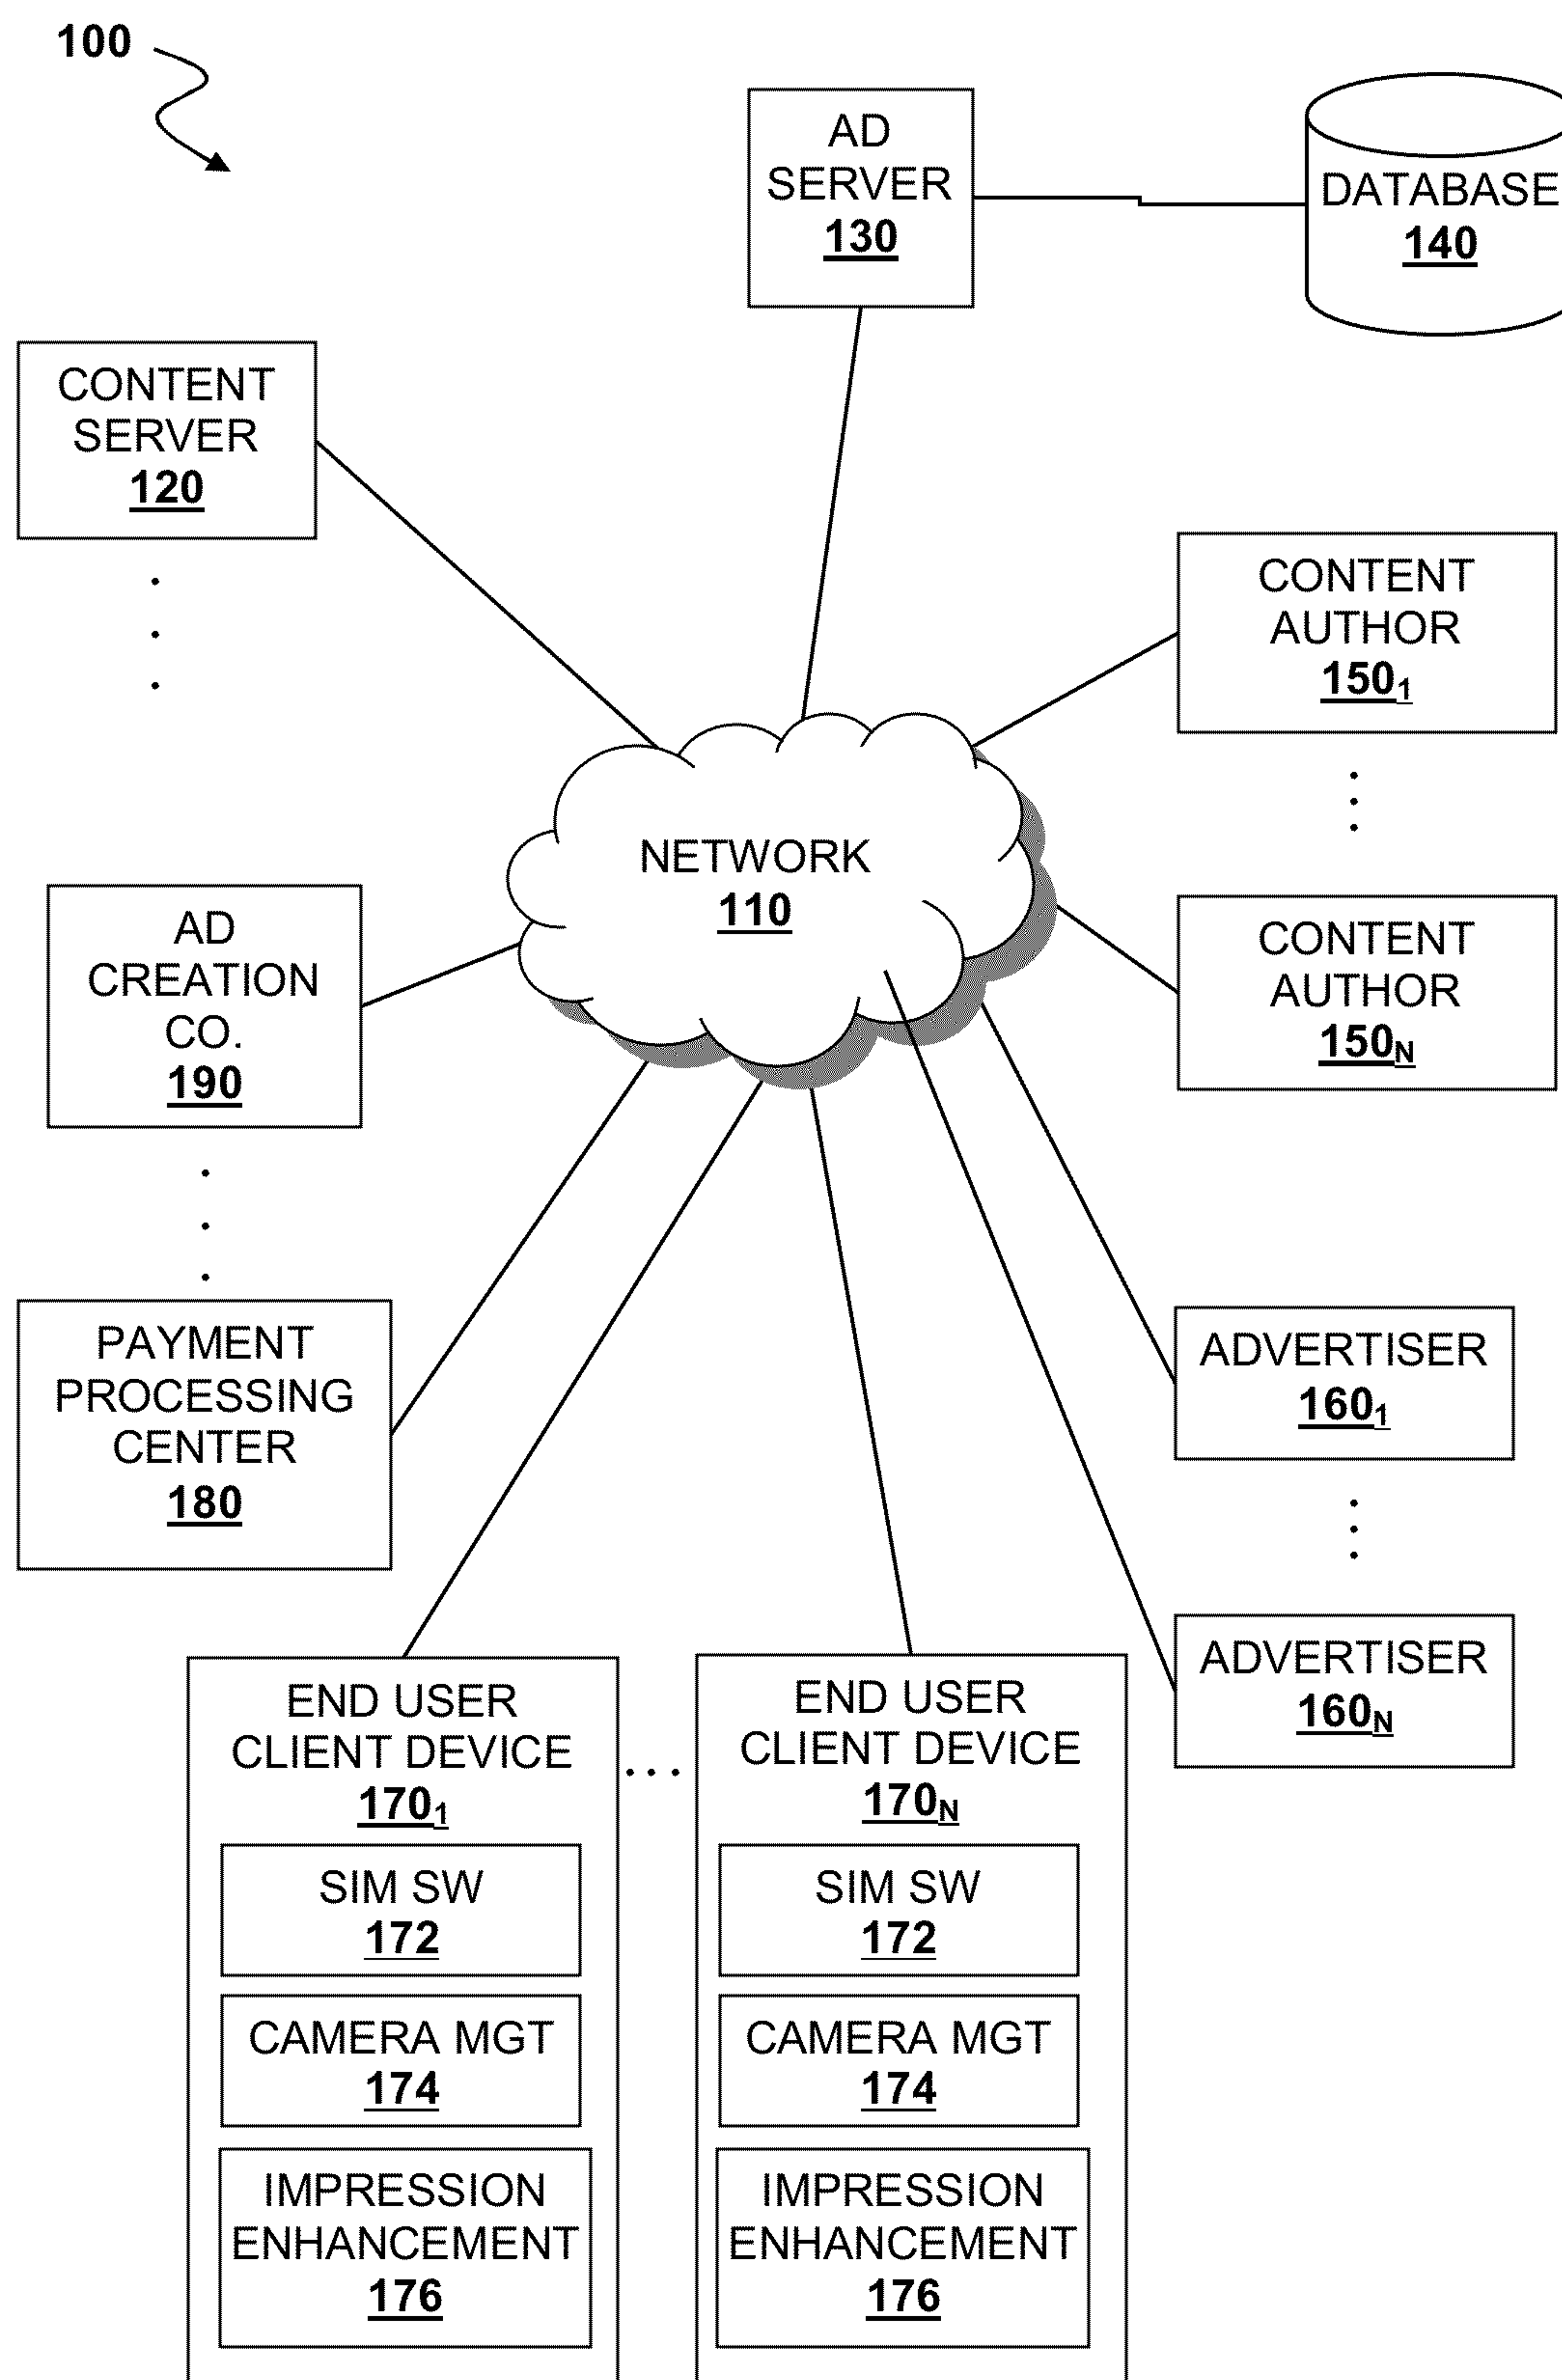 100
AD
SERVER
130
DATABASE
140
CONTENT
SERVER
120
CONTENT
AUTHOR
150₁
NETWORK
110
AD
CREATION
CO.
190
CONTENT
AUTHOR
150N
PAYMENT
PROCESSING
CENTER
180
ADVERTISER
160₁
ADVERTISER
160N
END USER
CLIENT DEVICE
170₁
SIM SW
172
CAMERA MGT
174
IMPRESSION
ENHANCEMENT
176
END USER
CLIENT DEVICE
170N
SIM SW
172
CAMERA MGT
174
IMPRESSION
ENHANCEMENT
176